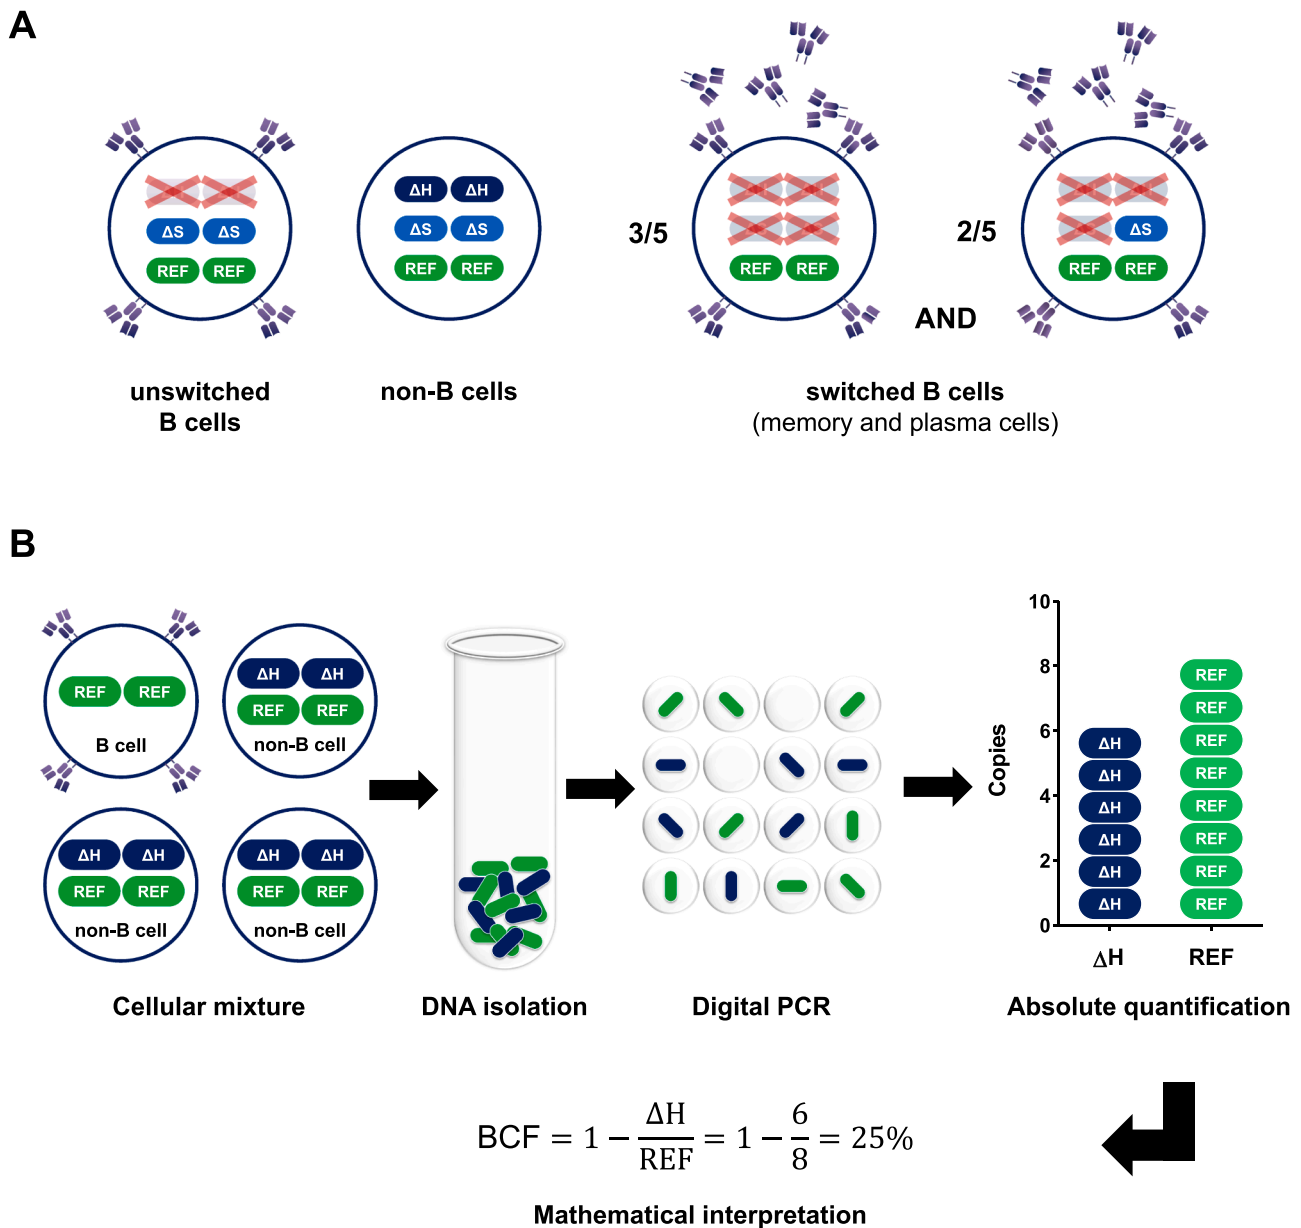 A
ΔS ΔS
REF REF
unswitched
B cells
ΔH ΔH
ΔS ΔS
REF REF
non-B cells
3/5
REF REF
AND
2/5
ΔS
REF REF
switched B cells
(memory and plasma cells)
B
REF REF
B cell
ΔH ΔH
REF REF
non-B cell
ΔH ΔH
REF REF
non-B cell
ΔH ΔH
REF REF
non-B cell
Cellular mixture
DNA isolation
Digital PCR
Copies
10
8
6
4
2
0
ΔH
ΔH
ΔH
ΔH
ΔH
ΔH
REF
REF
REF
REF
REF
REF
REF
REF
ΔH REF
Absolute quantification
BCF = 1 − ΔH/REF = 1 − 6/8 = 25%
Mathematical interpretation